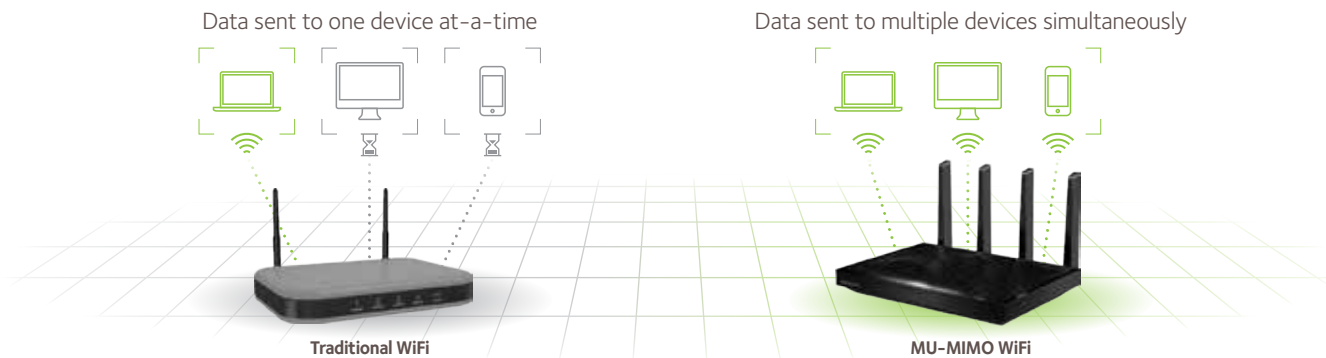 Data sent to one device at-a-time
Data sent to multiple devices simultaneously
Traditional WiFi
MU-MIMO WiFi